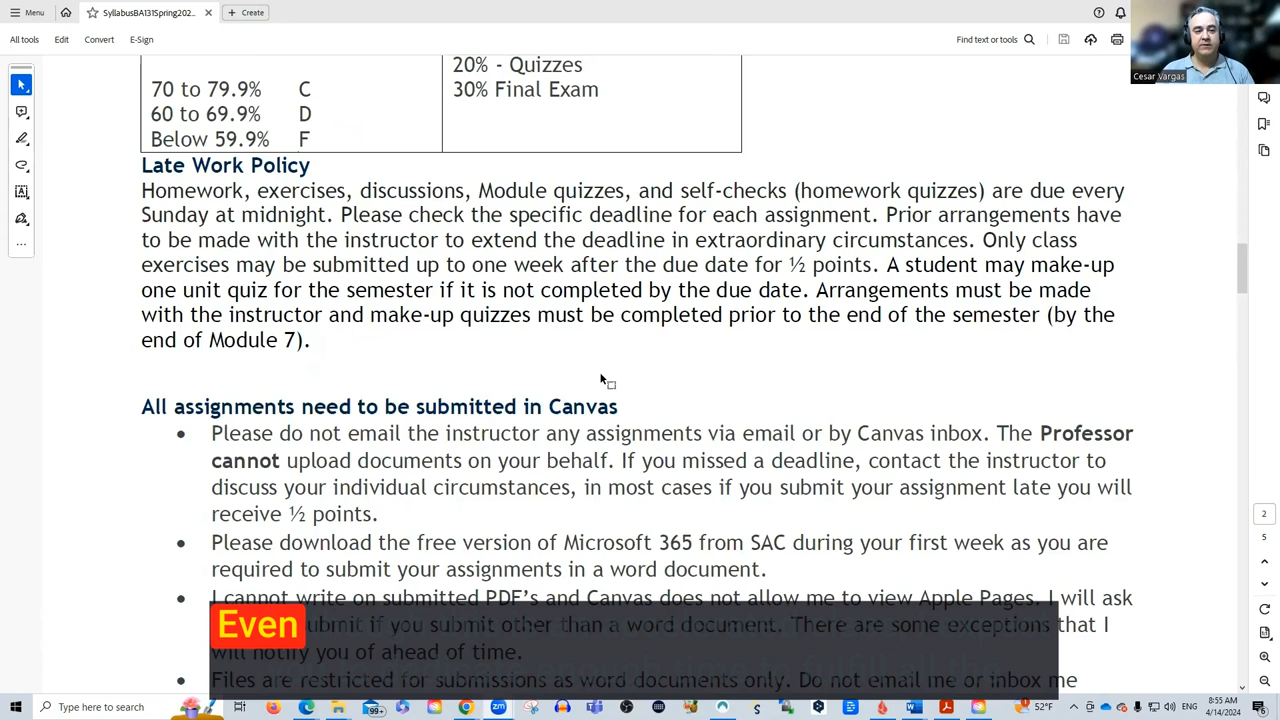 Menu
SyllabusBA131Spring202...
Create
All tools
Edit
Convert
E-Sign
Find text or tools
Cesar Vargas
20% - Quizzes
70 to 79.9% C
30% Final Exam
60 to 69.9% D
Below 59.9% F
Late Work Policy
Homework, exercises, discussions, Module quizzes, and self-checks (homework quizzes) are due every
Sunday at midnight. Please check the specific deadline for each assignment. Prior arrangements have
to be made with the instructor to extend the deadline in extraordinary circumstances. Only class
exercises may be submitted up to one week after the due date for ½ points. A student may make-up
one unit quiz for the semester if it is not completed by the due date. Arrangements must be made
with the instructor and make-up quizzes must be completed prior to the end of the semester (by the
end of Module 7).
All assignments need to be submitted in Canvas
• Please do not email the instructor any assignments via email or by Canvas inbox. The Professor
cannot upload documents on your behalf. If you missed a deadline, contact the instructor to
discuss your individual circumstances, in most cases if you submit your assignment late you will
receive ½ points.
• Please download the free version of Microsoft 365 from SAC during your first week as you are
required to submit your assignments in a word document.
• I cannot write on submitted PDF's and Canvas does not allow me to view Apple Pages. I will ask
Even
submit if you submit other than a word document. There are some exceptions that I
will notify you of ahead of time.
• Files are restricted for submissions as word documents only. Do not email me or inbox me
2
5
Type here to search
99+
52°F
8:55 AM
4/14/2024